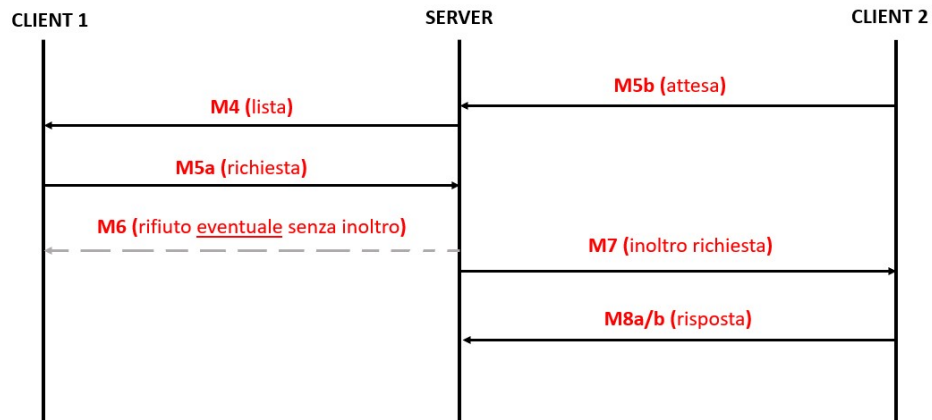 CLIENT 1
SERVER
CLIENT 2
M5b (attesa)
M4 (lista)
M5a (richiesta)
M6 (rifiuto eventuale senza inoltro)
M7 (inoltro richiesta)
M8a/b (risposta)